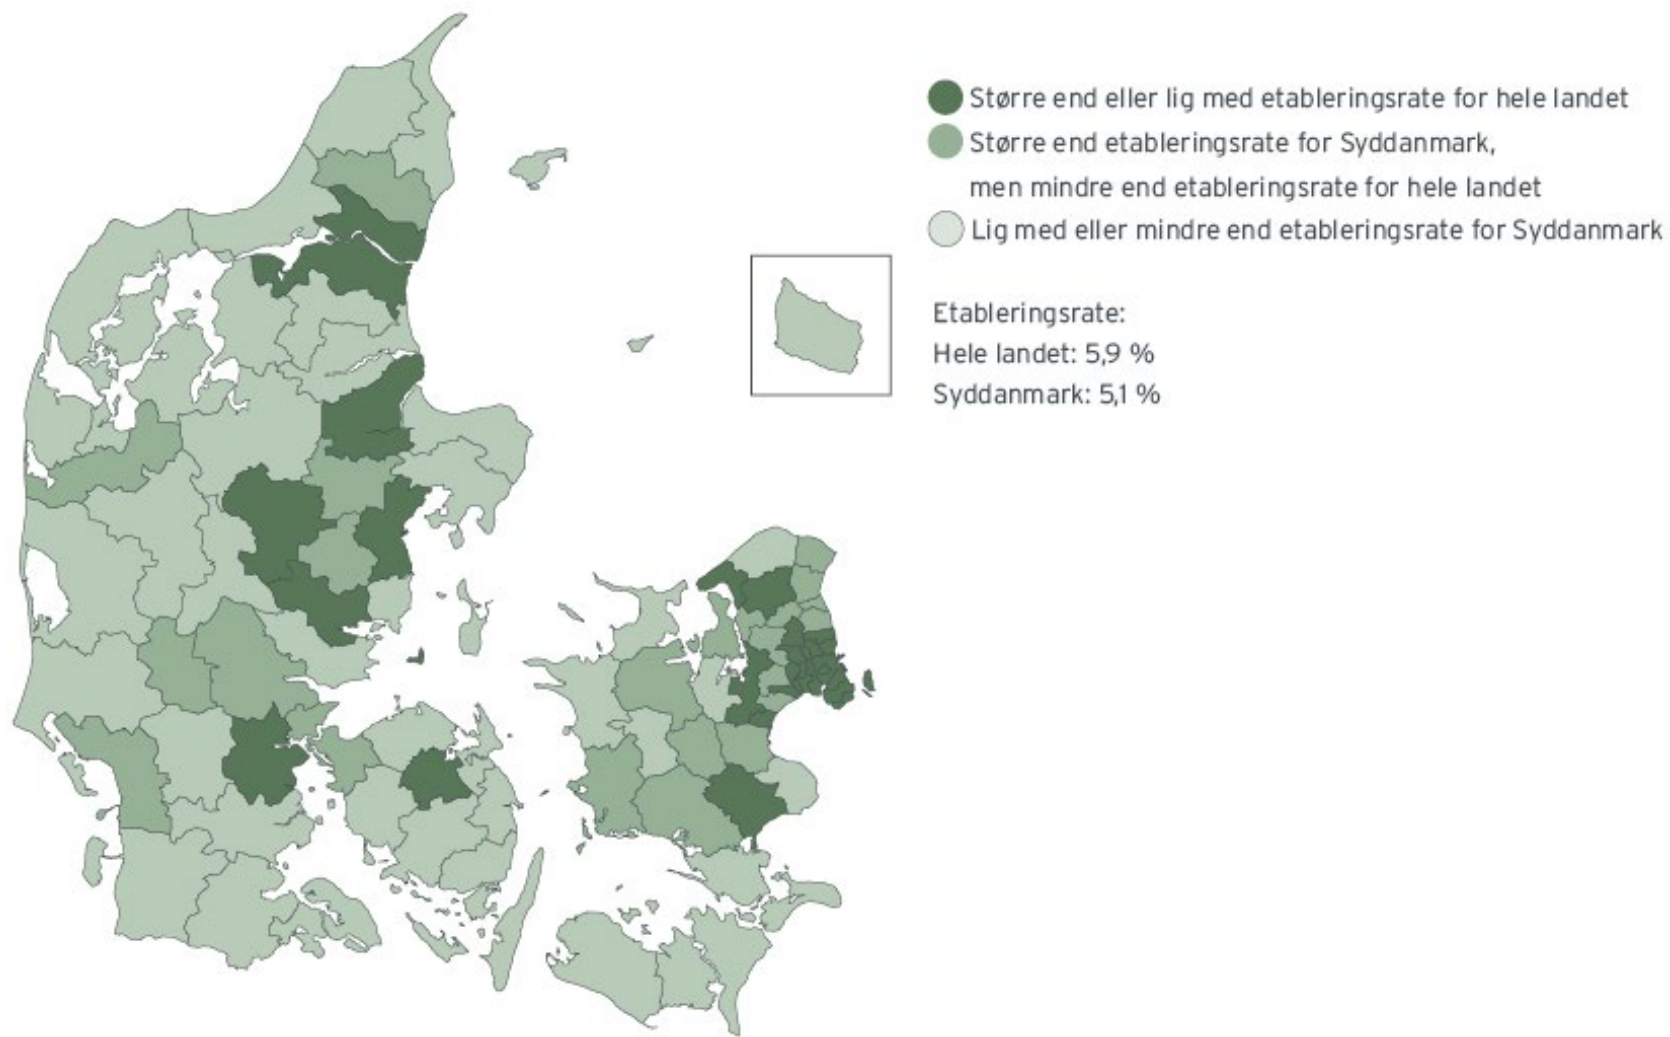 Større end eller lig med etableringsrate for hele landet
Større end etableringsrate for Syddanmark,
men mindre end etableringsrate for hele landet
Lig med eller mindre end etableringsrate for Syddanmark
Etableringsrate:
Hele landet: 5,9 %
Syddanmark: 5,1 %